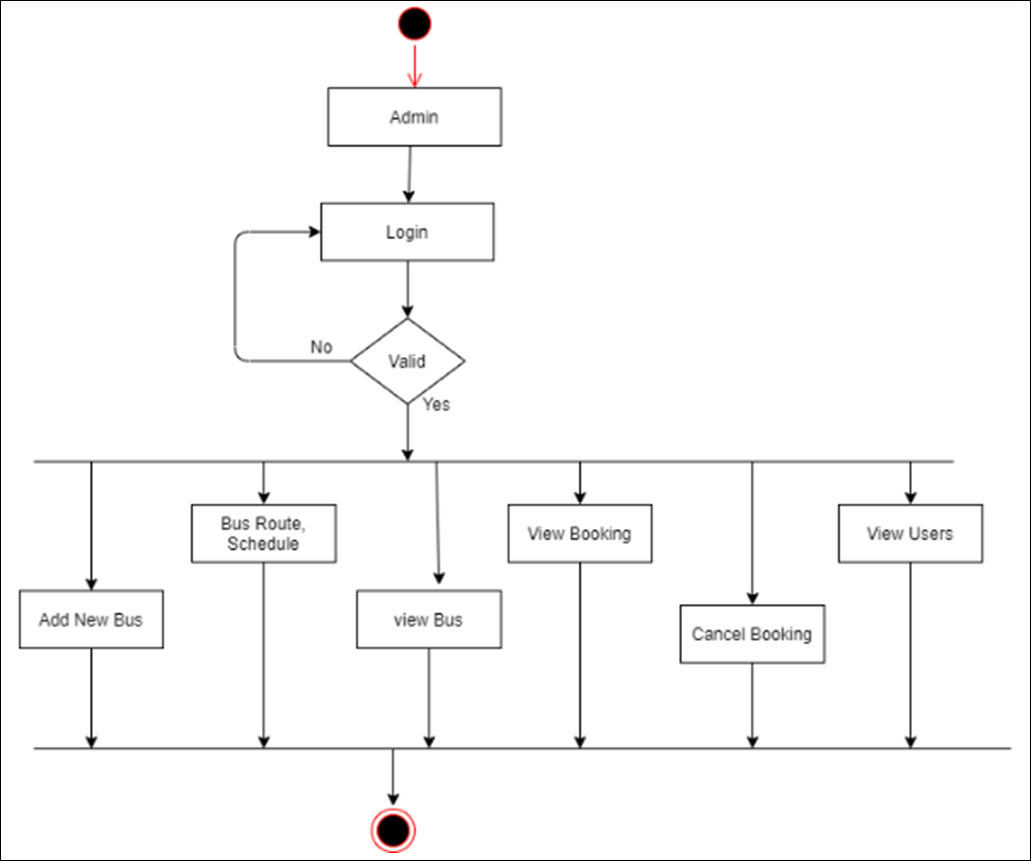 Admin
Login
Valid
No
Yes
Bus Route,
Schedule
View Booking
View Users
Add New Bus
view Bus
Cancel Booking